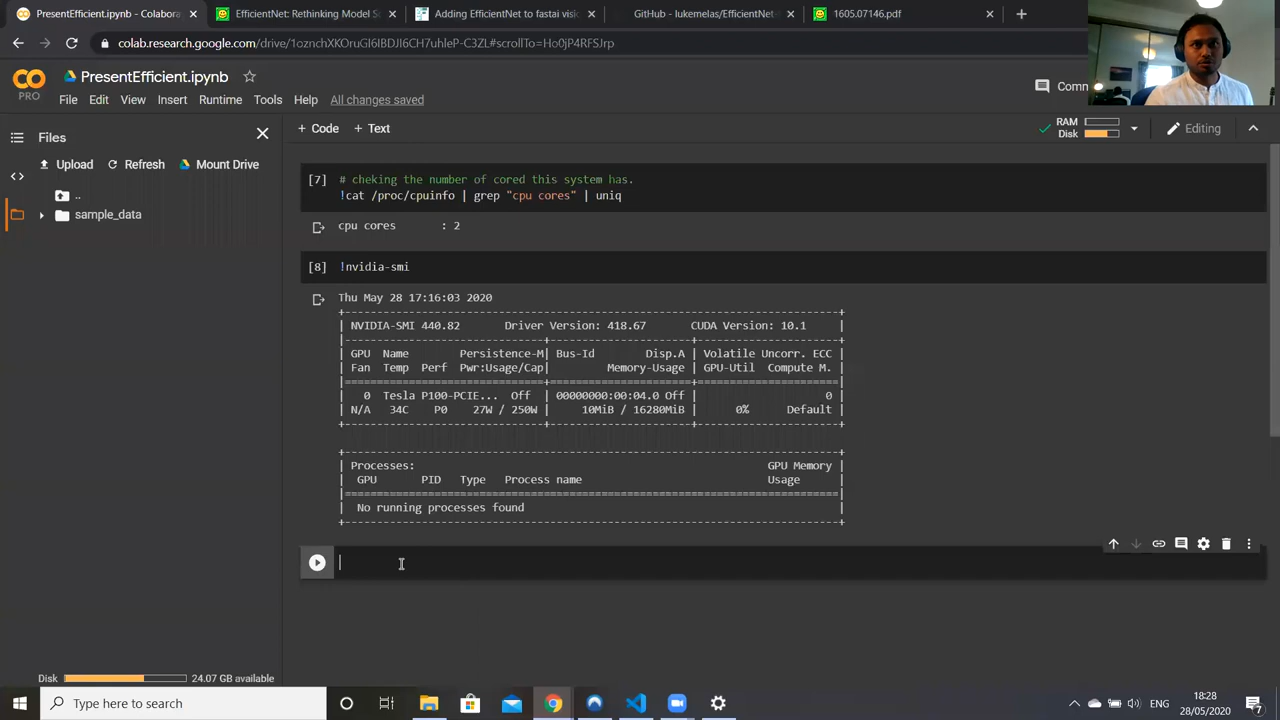 PresentEfficient.ipynb - Colabora
EfficientNet: Rethinking Model S
Adding EfficientNet to fastai visi
GitHub - lukemelas/EfficientNet
1605.07146.pdf
colab.research.google.com/drive/1oznchXKOruGI6IBDJI6CH7uhleP-C3ZL#scrollTo=Ho0jP4RFSJrp
CO
PRO
PresentEfficient.ipynb
Comm
File Edit View Insert Runtime Tools Help All changes saved
Files
+ Code + Text
RAM
Disk
Editing
Upload Refresh Mount Drive
..
sample_data
[7] # cheking the number of cored this system has.
!cat /proc/cpuinfo | grep "cpu cores" | uniq
cpu cores : 2
[8] !nvidia-smi
Thu May 28 17:16:03 2020
+-----------------------------------------------------------------------------+
| NVIDIA-SMI 440.82 Driver Version: 418.67 CUDA Version: 10.1 |
|-------------------------------+----------------------+----------------------+
| GPU Name Persistence-M| Bus-Id Disp.A | Volatile Uncorr. ECC |
| Fan Temp Perf Pwr:Usage/Cap| Memory-Usage | GPU-Util Compute M. |
|===============================+======================+======================|
| 0 Tesla P100-PCIE... Off | 00000000:00:04.0 Off | 0 |
| N/A 34C P0 27W / 250W | 10MiB / 16280MiB | 0% Default |
+-------------------------------+----------------------+----------------------+
+-----------------------------------------------------------------------------+
| Processes: GPU Memory |
| GPU PID Type Process name Usage |
|=============================================================================|
| No running processes found |
+-----------------------------------------------------------------------------+
Disk 24.07 GB available
Type here to search
ENG
18:28
28/05/2020
7